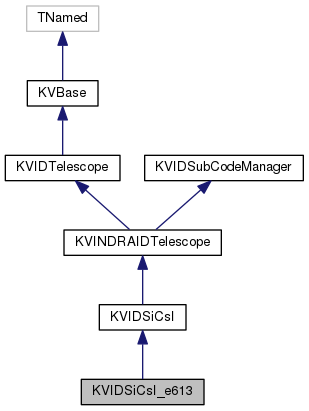 TNamed
KVBase
KVIDTelescope
KVIDSubCodeManager
KVINDRAIDTelescope
KVIDSiCsI
KVIDSiCsI_e613